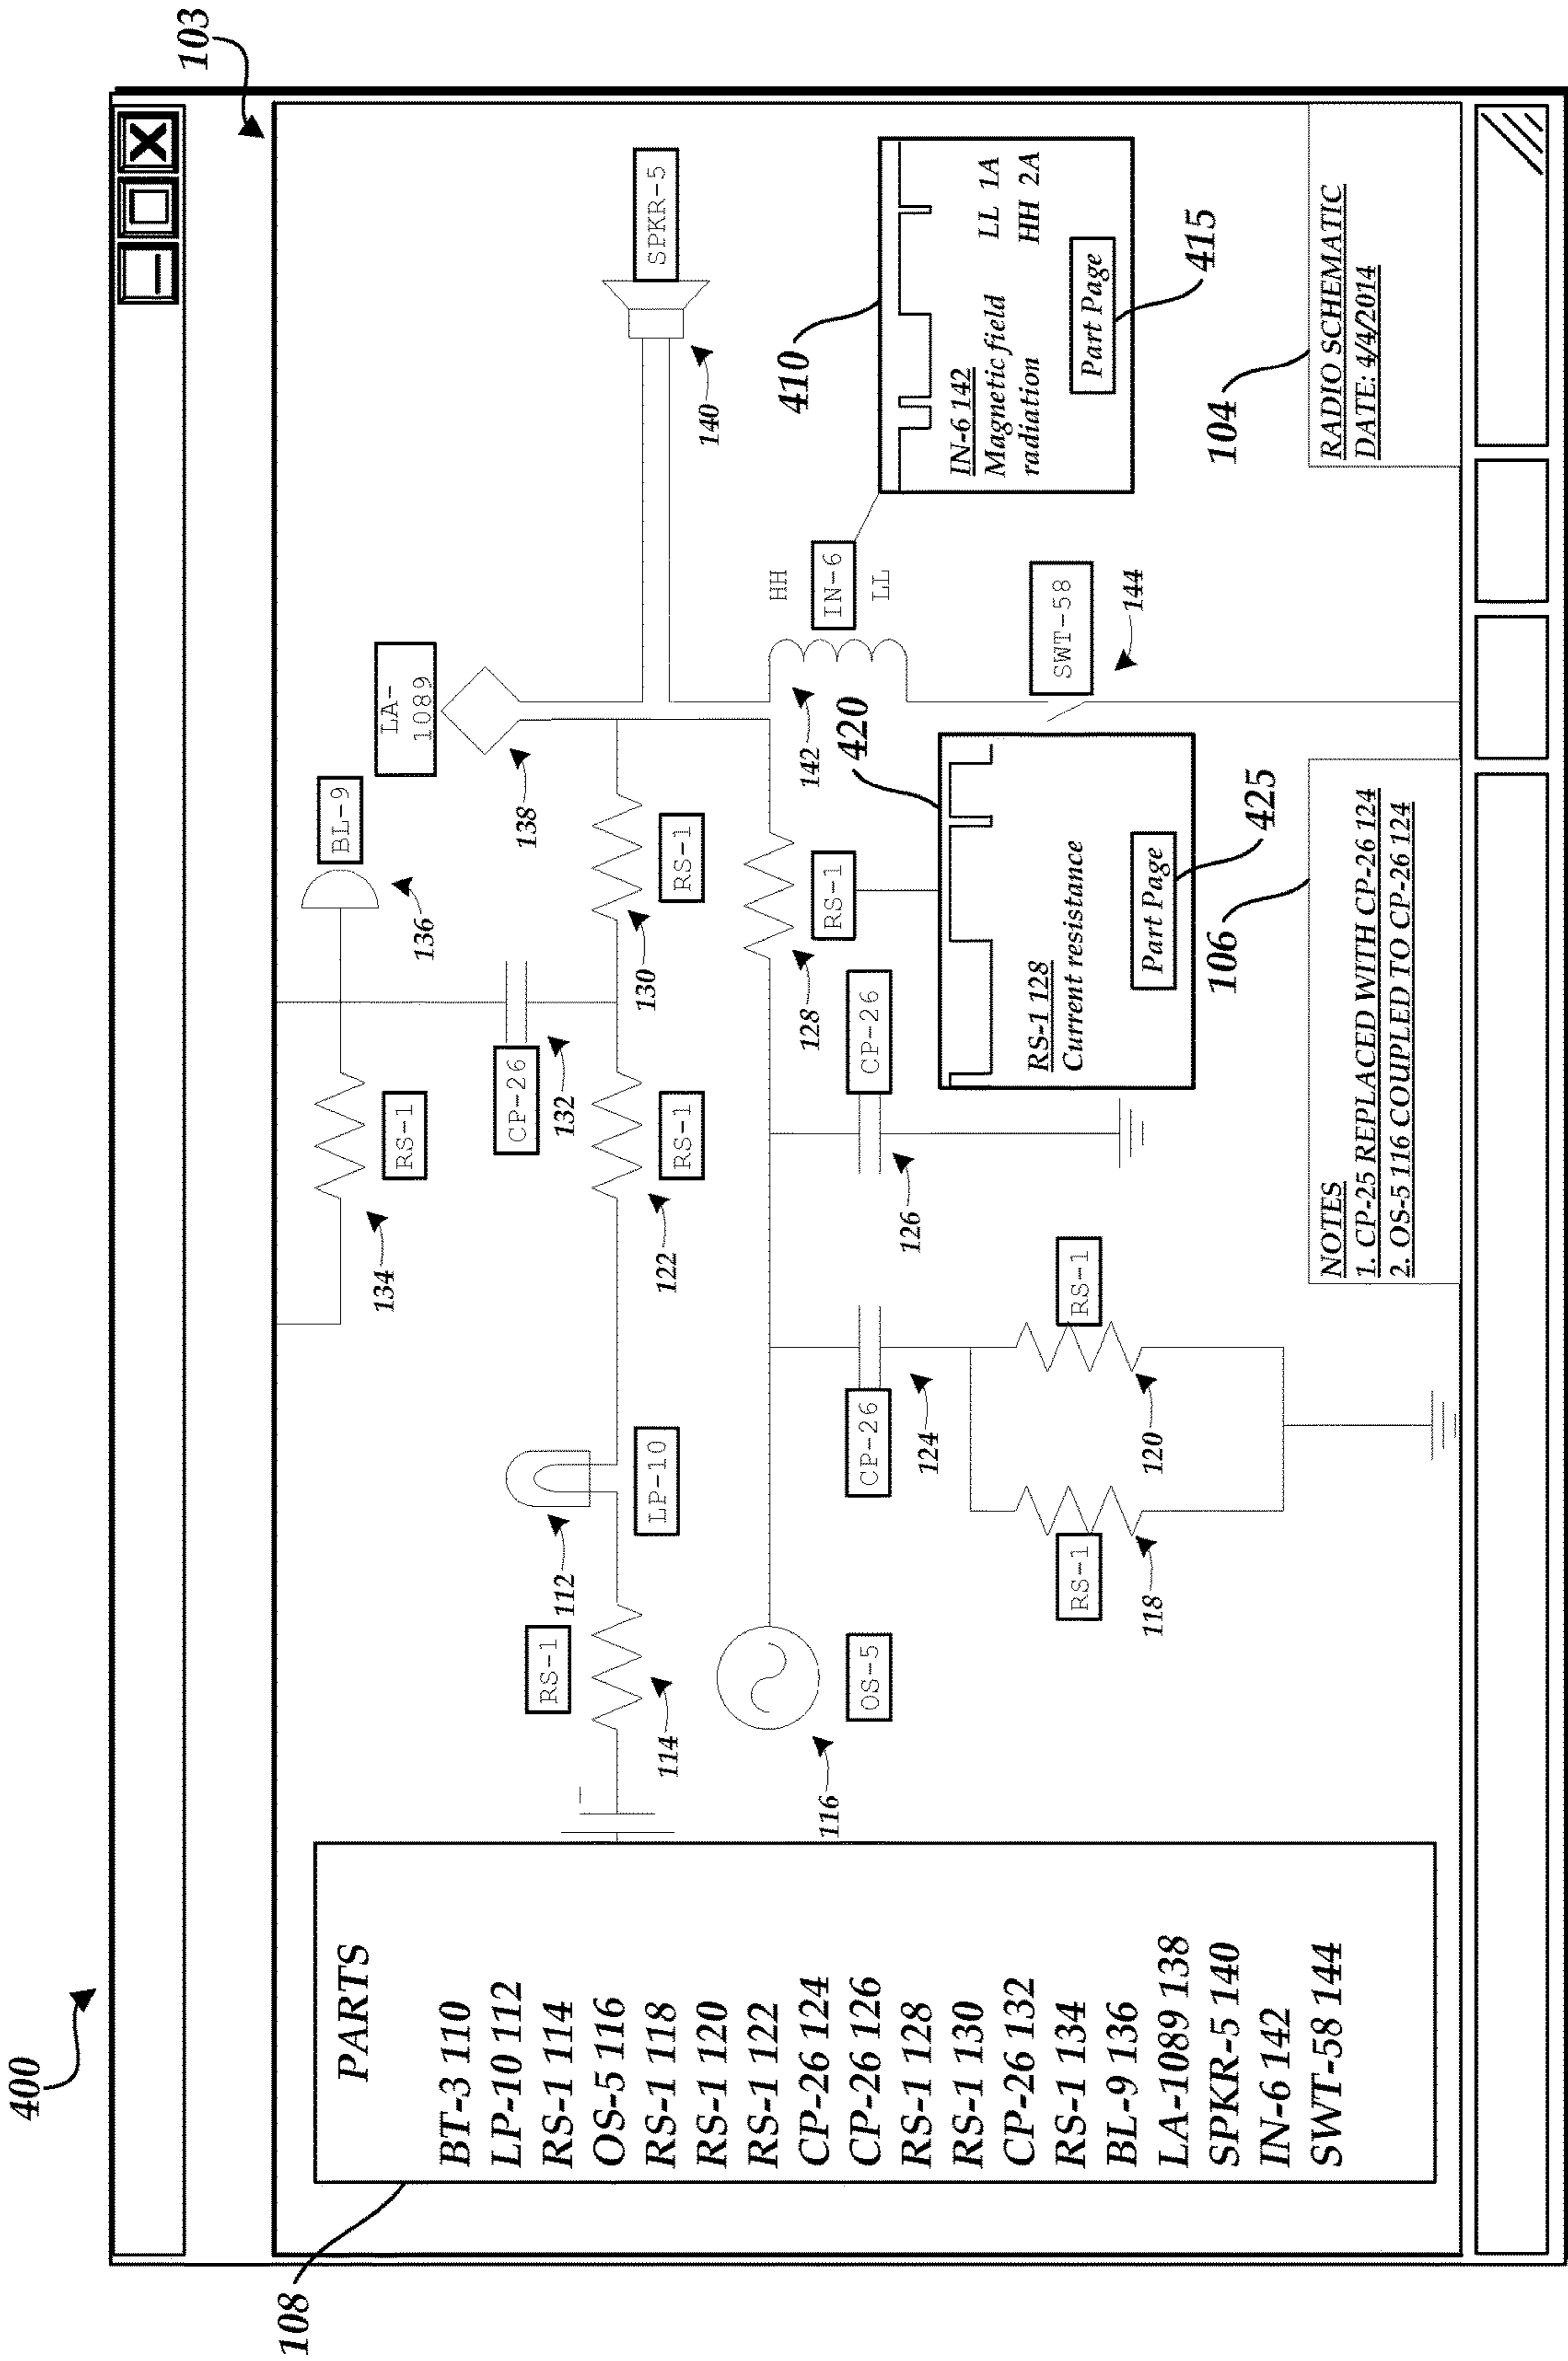 400
103
108
PARTS
BT-3 110
LP-10 112
RS-1 114
OS-5 116
RS-1 118
RS-1 120
RS-1 122
CP-26 124
CP-26 126
RS-1 128
RS-1 130
CP-26 132
RS-1 134
BL-9 136
LA-1089 138
SPKR-5 140
IN-6 142
SWT-58 144
RS-1
134
BL-9
136
LA-
1089
138
CP-26
132
RS-1
114
LP-10
112
RS-1
122
RS-1
130
SPKR-5
140
OS-5
116
RS-1
128
142
HH
IN-6
LL
CP-26
124
CP-26
126
RS-1
118
RS-1
120
SWT-58
144
420
RS-1 128
Current resistance
Part Page
425
410
IN-6 142
Magnetic field LL 1A
radiation HH 2A
Part Page
415
106
NOTES
1. CP-25 REPLACED WITH CP-26 124
2. OS-5 116 COUPLED TO CP-26 124
104
RADIO SCHEMATIC
DATE: 4/4/2014